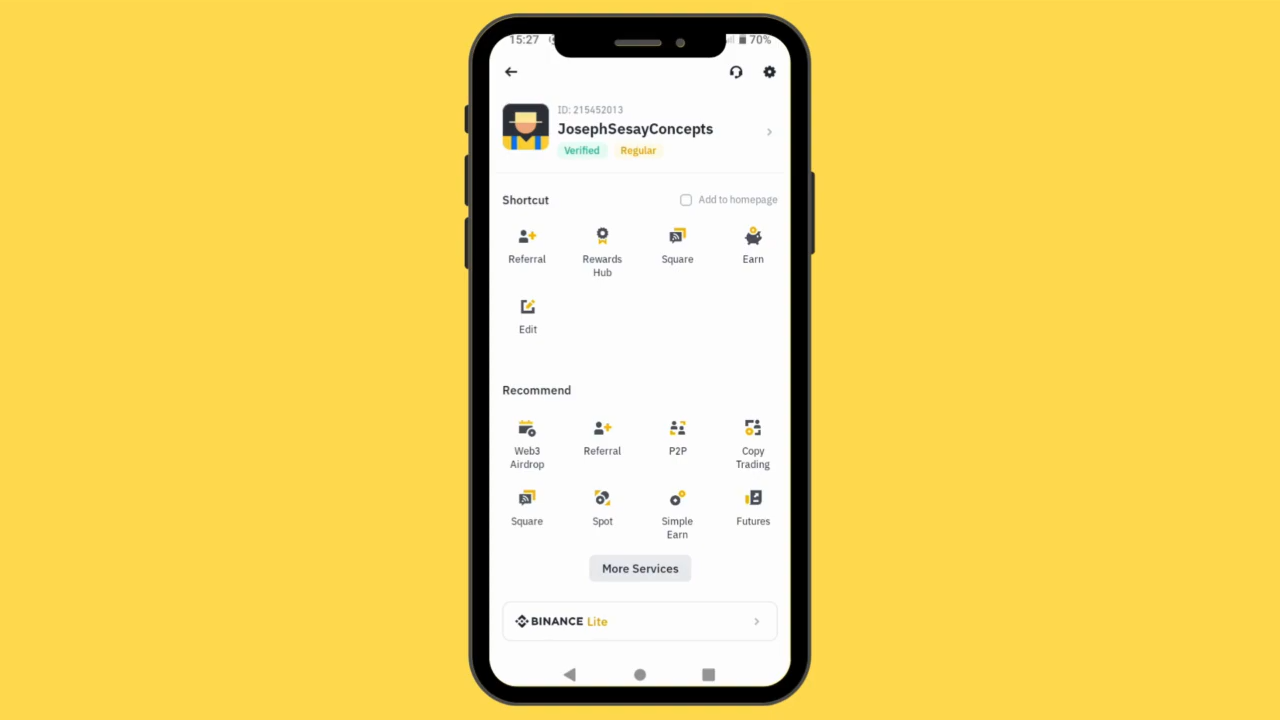 15:27
70%
ID: 215452013
JosephSesayConcepts
Verified Regular
Shortcut
Add to homepage
Referral
Rewards
Hub
Square
Earn
Edit
Recommend
Web3
Airdrop
Referral
P2P
Copy
Trading
Square
Spot
Simple
Earn
Futures
More Services
BINANCE Lite